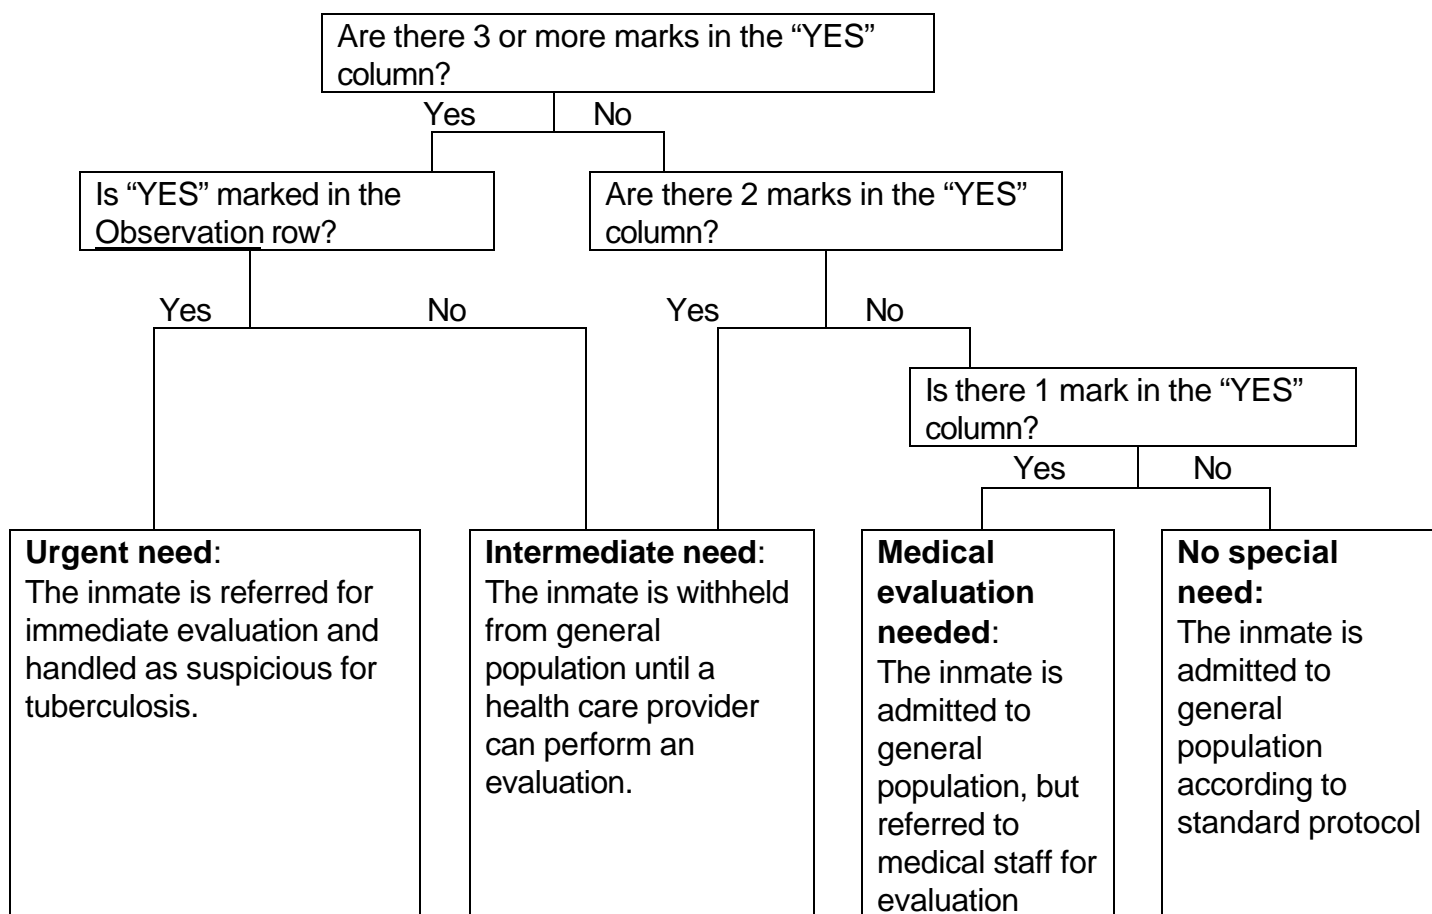 Are there 3 or more marks in the “YES”
column?
Yes
No
Is “YES” marked in the
Observation row?
Are there 2 marks in the “YES”
column?
Yes
No
Yes
No
Is there 1 mark in the “YES”
column?
Yes
No
Urgent need:
The inmate is referred for
immediate evaluation and
handled as suspicious for
tuberculosis.
Intermediate need:
The inmate is withheld
from general
population until a
health care provider
can perform an
evaluation.
Medical
evaluation
needed:
The inmate is
admitted to
general
population, but
referred to
medical staff for
evaluation
No special
need:
The inmate is
admitted to
general
population
according to
standard protocol